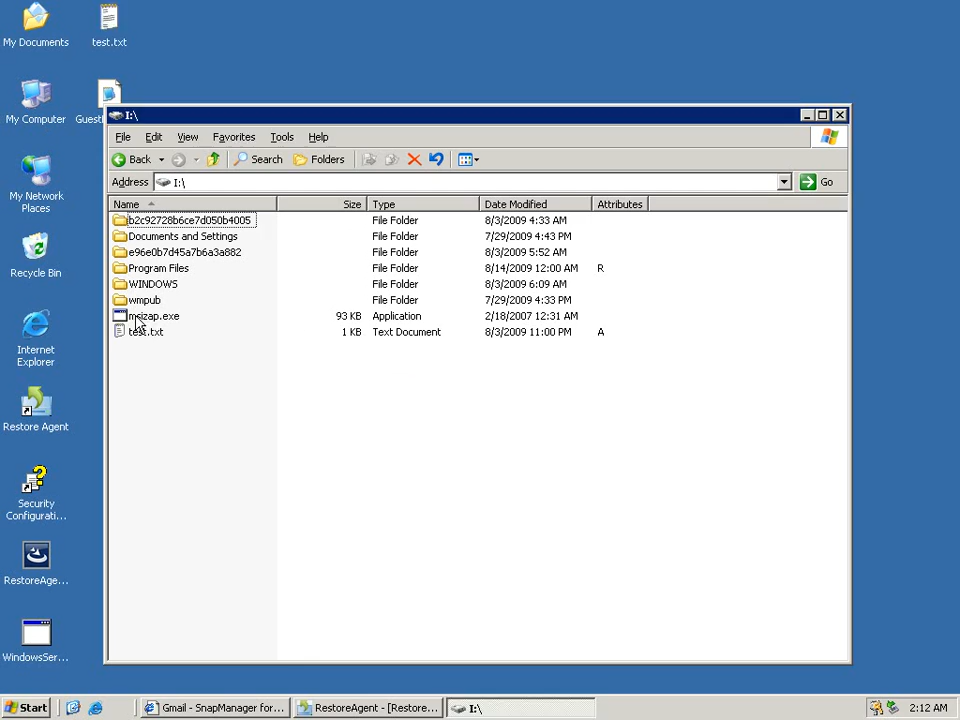 My Documents
test.txt
My Computer
My Network
Places
Recycle Bin
Internet
Explorer
Restore Agent
Security
Configurati...
RestoreAge...
WindowsSer...
I:\
File Edit View Favorites Tools Help
Back Search Folders
Address I:\ Go
Name Size Type Date Modified Attributes
b2c92728b6ce7d050b4005 File Folder 8/3/2009 4:33 AM
Documents and Settings File Folder 7/29/2009 4:43 PM
e96e0b7d45a7b6a3a882 File Folder 8/3/2009 5:52 AM
Program Files File Folder 8/14/2009 12:00 AM R
WINDOWS File Folder 8/3/2009 6:09 AM
wmpub File Folder 7/29/2009 4:33 PM
93 KB Application 2/18/2007 12:31 AM
test.txt 1 KB Text Document 8/3/2009 11:00 PM A
Start Gmail - SnapManager for... RestoreAgent - [Restore... I:\ 2:12 AM